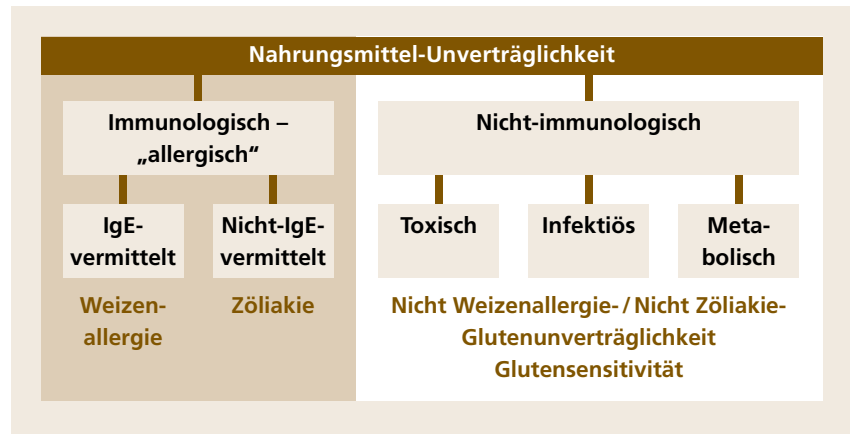 Nahrungsmittel-Unverträglichkeit
Immunologisch –
„allergisch“
Nicht-immunologisch
IgE-
vermittelt
Nicht-IgE-
vermittelt
Toxisch
Infektiös
Meta-
bolisch
Weizen-
allergie
Zöliakie
Nicht Weizenallergie- / Nicht Zöliakie-
Glutenunverträglichkeit
Glutensensitivität